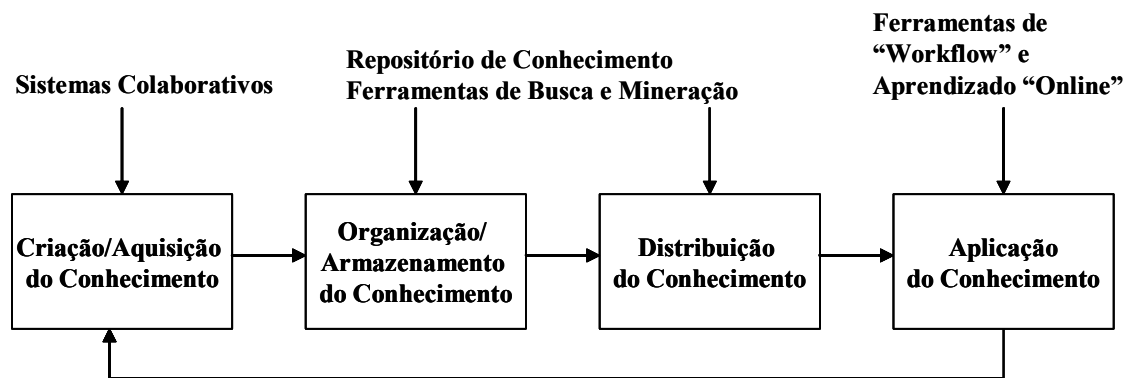 Sistemas Colaborativos
Repositório de Conhecimento
Ferramentas de Busca e Mineração
Ferramentas de
“Workflow” e
Aprendizado “Online”
Criação/Aquisição
do Conhecimento
Organização/
Armazenamento
do Conhecimento
Distribuição
do Conhecimento
Aplicação
do Conhecimento